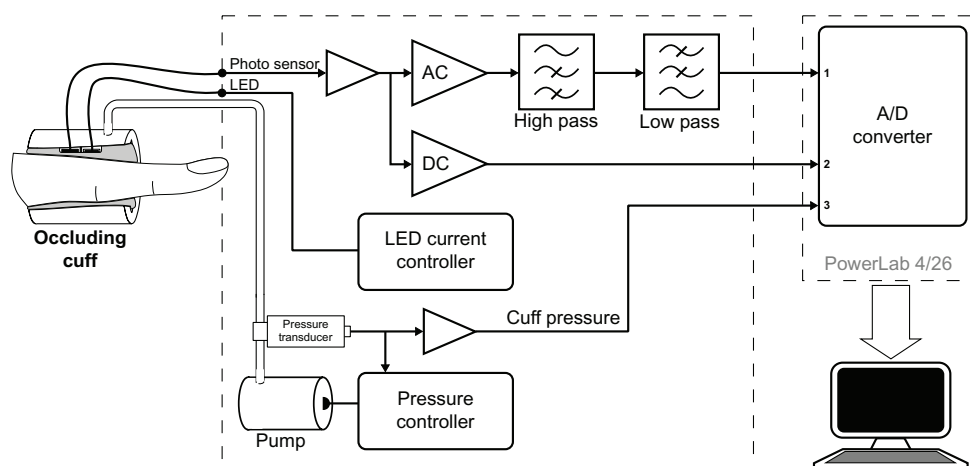 Photo sensor
LED
AC
High pass
Low pass
1
A/D
converter
DC
2
3
Occluding
cuff
LED current
controller
PowerLab 4/26
Pressure
transducer
Cuff pressure
Pressure
controller
Pump